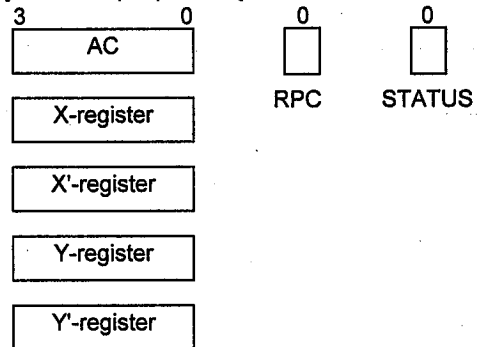 3 0 0 0
AC
RPC STATUS
X-register
X'-register
Y-register
Y'-register